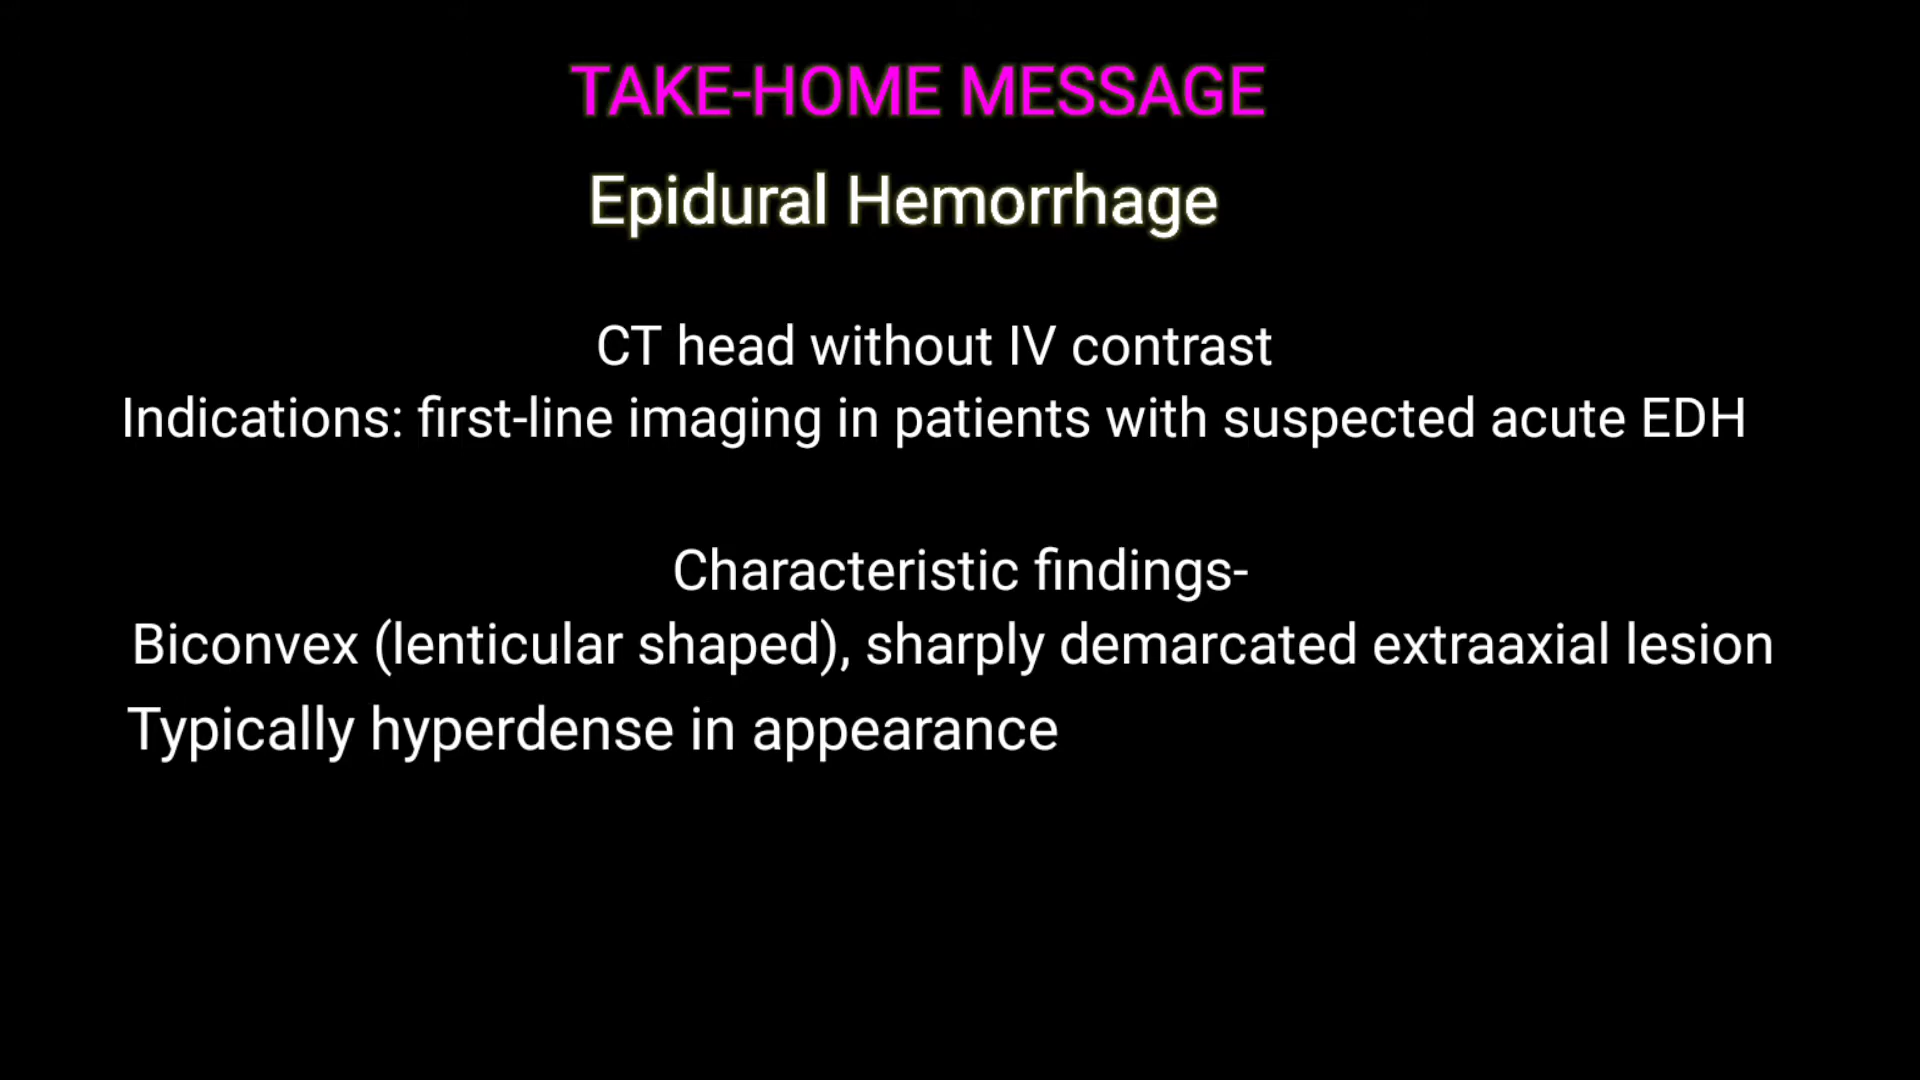 TAKE-HOME MESSAGE
Epidural Hemorrhage
CT head without IV contrast
Indications: first-line imaging in patients with suspected acute EDH
Characteristic findings-
Biconvex (lenticular shaped), sharply demarcated extraaxial lesion
Typically hyperdense in appearance